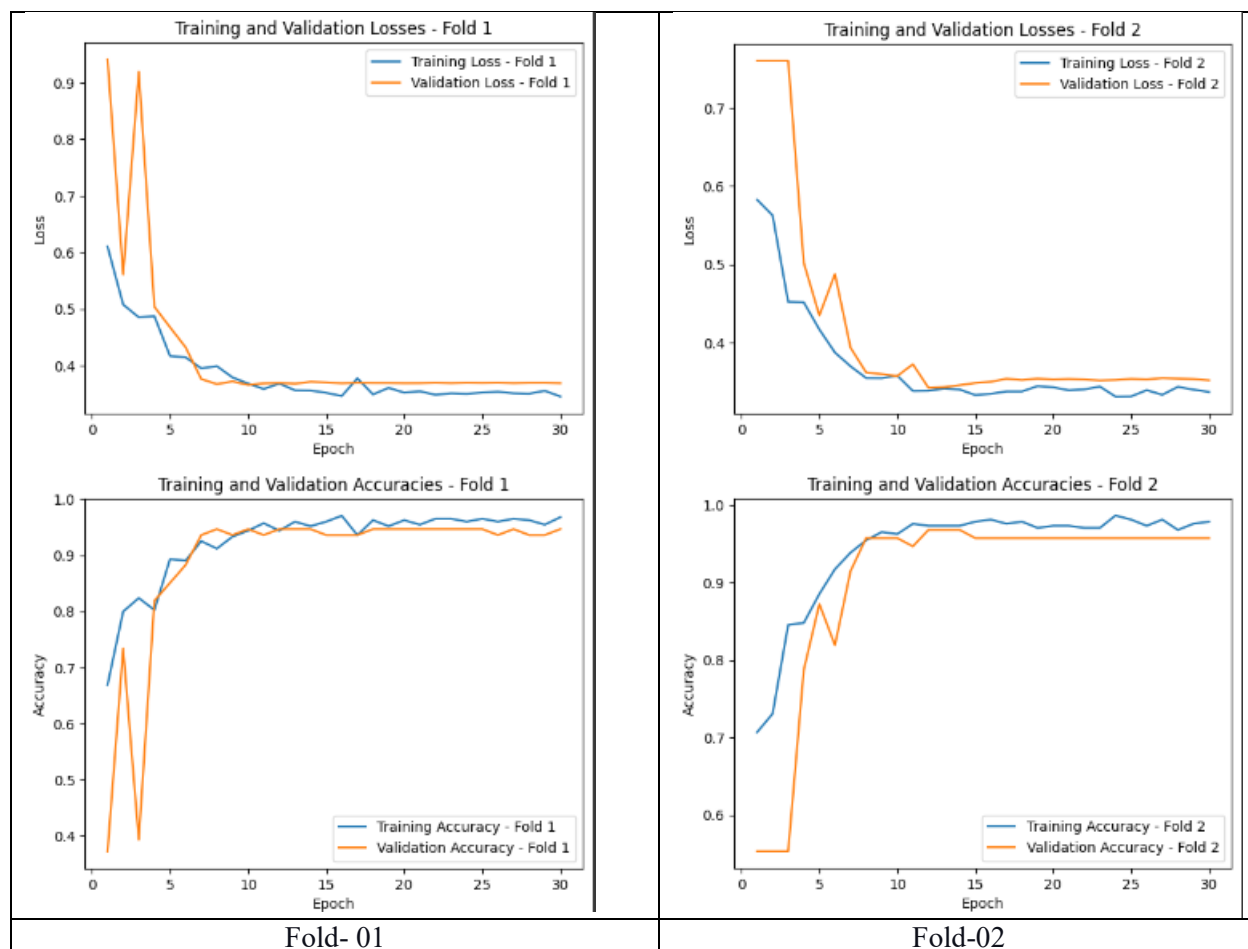 Training and Validation Losses - Fold 1
Training Loss - Fold 1
Validation Loss - Fold 1
0.9
0.8
0.7
0.6
0.5
0.4
Loss
0 5 10 15 20 25 30
Epoch
Training and Validation Accuracies - Fold 1
1.0
0.9
0.8
0.7
0.6
0.5
0.4
Accuracy
Training Accuracy - Fold 1
Validation Accuracy - Fold 1
0 5 10 15 20 25 30
Epoch
Fold- 01
Training and Validation Losses - Fold 2
Training Loss - Fold 2
Validation Loss - Fold 2
0.7
0.6
0.5
0.4
Loss
0 5 10 15 20 25 30
Epoch
Training and Validation Accuracies - Fold 2
1.0
0.9
0.8
0.7
0.6
Accuracy
Training Accuracy - Fold 2
Validation Accuracy - Fold 2
0 5 10 15 20 25 30
Epoch
Fold-02